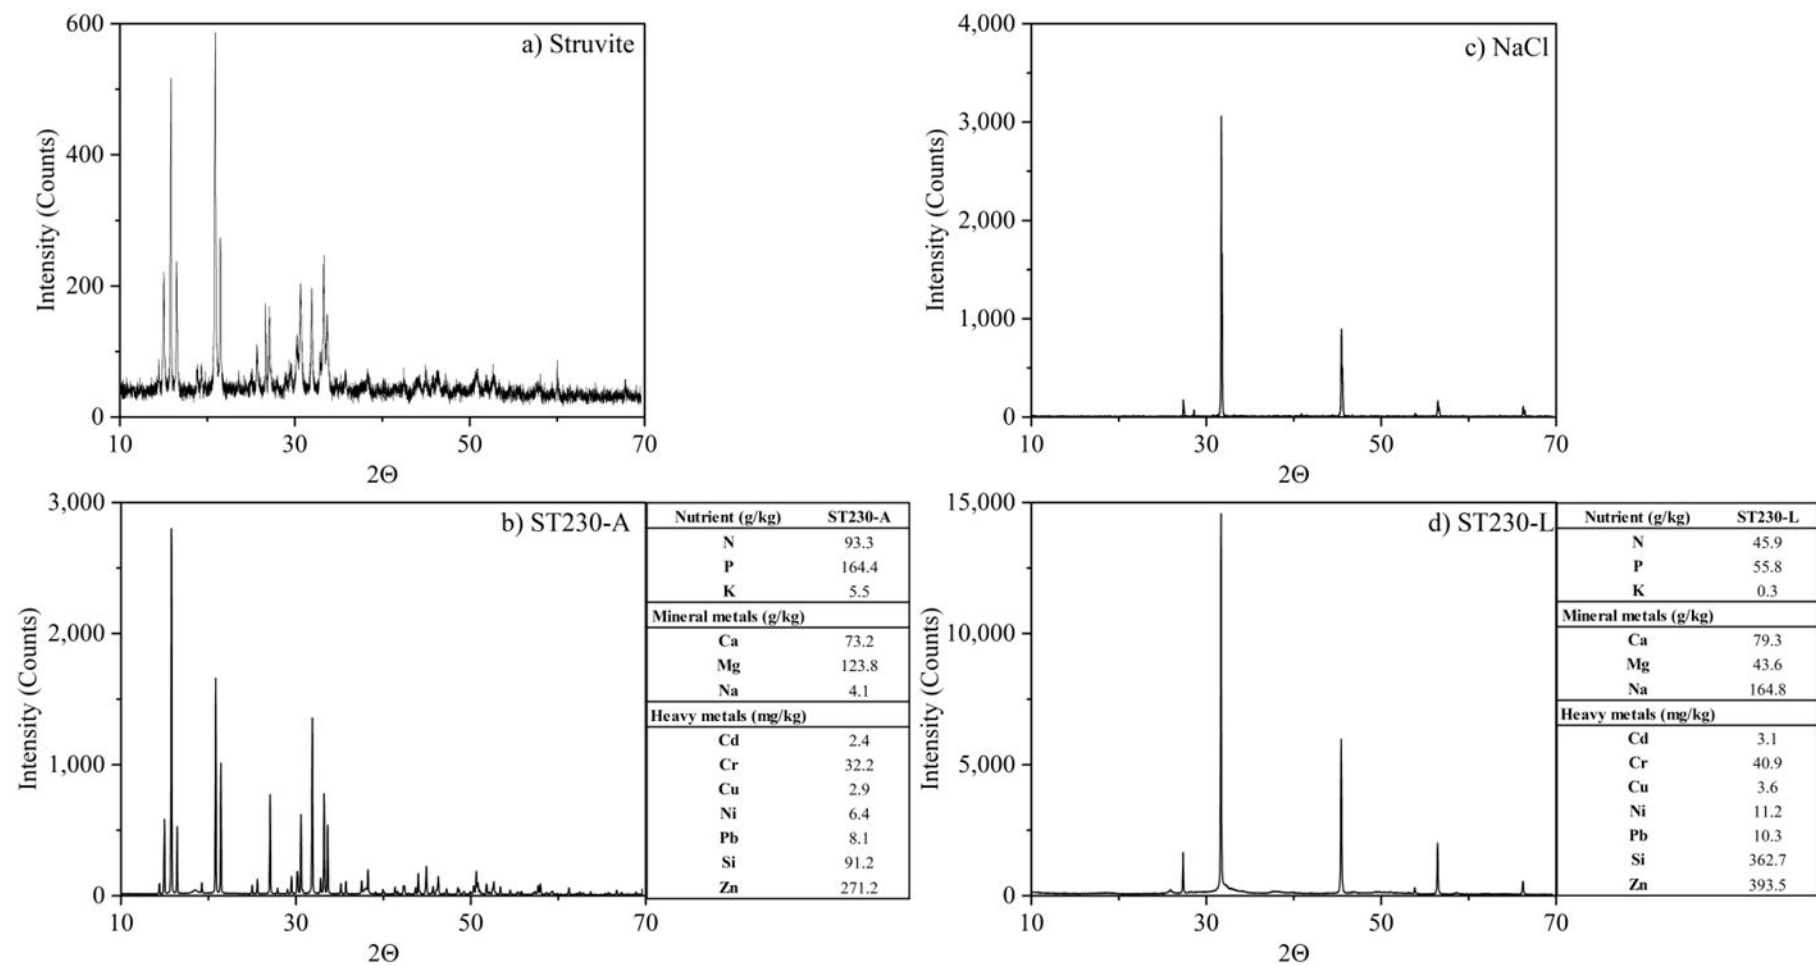 a) Struvite
600
400
200
0
Intensity (Counts)
10 30 50 70
2Θ
c) NaCl
4,000
3,000
2,000
1,000
0
Intensity (Counts)
10 30 50 70
2Θ
b) ST230-A
3,000
2,000
1,000
0
Intensity (Counts)
10 30 50 70
2Θ
Nutrient (g/kg) ST230-A
N 93.3
P 164.4
K 5.5
Mineral metals (g/kg)
Ca 73.2
Mg 123.8
Na 4.1
Heavy metals (mg/kg)
Cd 2.4
Cr 32.2
Cu 2.9
Ni 6.4
Pb 8.1
Si 91.2
Zn 271.2
d) ST230-L
15,000
10,000
5,000
0
Intensity (Counts)
10 30 50 70
2Θ
Nutrient (g/kg) ST230-L
N 45.9
P 55.8
K 0.3
Mineral metals (g/kg)
Ca 79.3
Mg 43.6
Na 164.8
Heavy metals (mg/kg)
Cd 3.1
Cr 40.9
Cu 3.6
Ni 11.2
Pb 10.3
Si 362.7
Zn 393.5